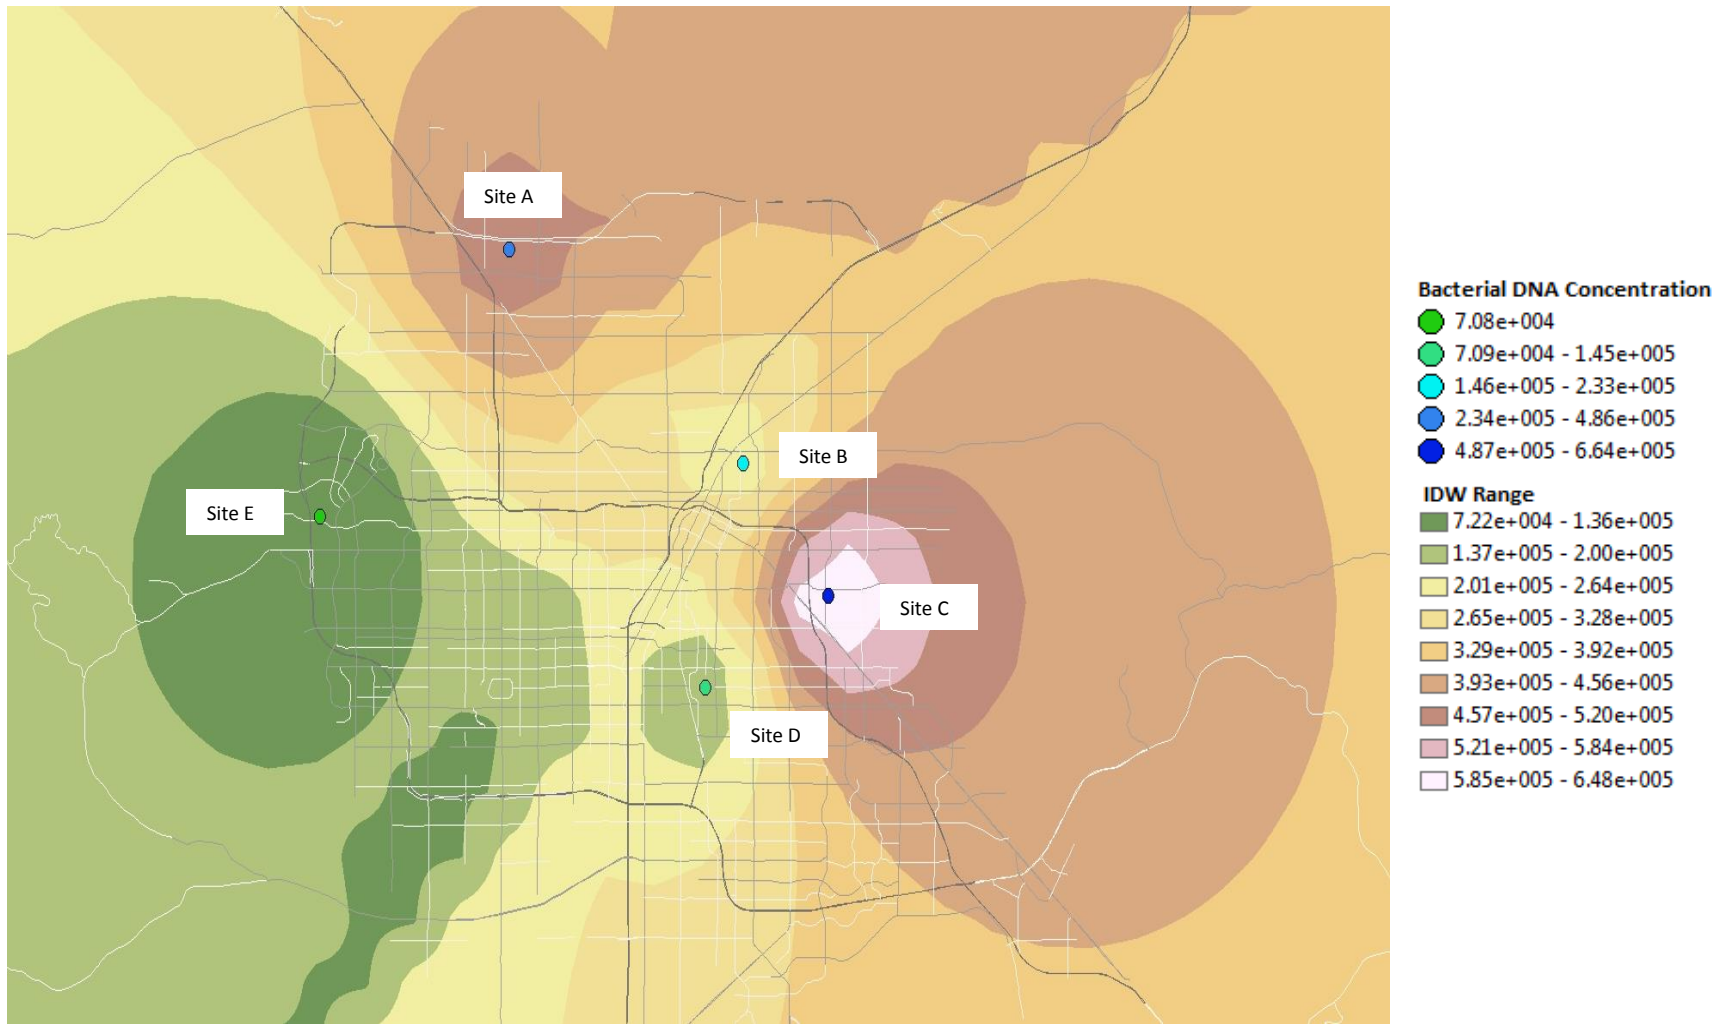 Site A
Site B
Site E
Site C
Site D
Bacterial DNA Concentration
7.08e+004
7.09e+004 - 1.45e+005
1.46e+005 - 2.33e+005
2.34e+005 - 4.86e+005
4.87e+005 - 6.64e+005
IDW Range
7.22e+004 - 1.36e+005
1.37e+005 - 2.00e+005
2.01e+005 - 2.64e+005
2.65e+005 - 3.28e+005
3.29e+005 - 3.92e+005
3.93e+005 - 4.56e+005
4.57e+005 - 5.20e+005
5.21e+005 - 5.84e+005
5.85e+005 - 6.48e+005